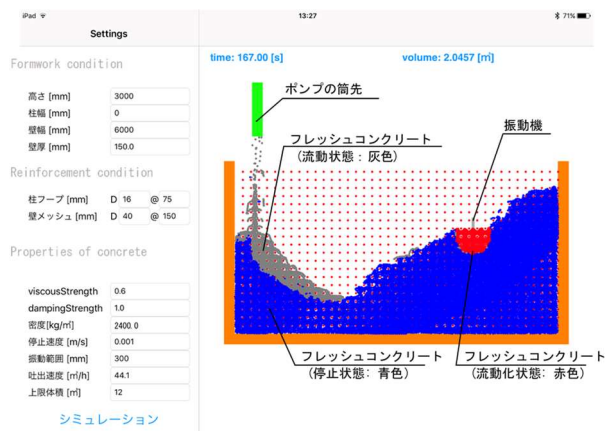 iPad 13:27 71%
Settings
time: 167.00 [s] volume: 2.0457 [㎥]
Formwork condition
高さ [mm] 3000
柱幅 [mm] 0
壁幅 [mm] 6000
壁厚 [mm] 150.0
Reinforcement condition
柱フープ [mm] D 16 @ 75
壁メッシュ [mm] D 40 @ 150
Properties of concrete
viscousStrength 0.6
dampingStrength 1.0
密度[kg/㎥] 2400.0
停止速度 [m/s] 0.001
振動範囲 [mm] 300
吐出速度 [㎥/h] 44.1
上限体積 [㎥] 12
シミュレーション
ポンプの筒先
振動機
フレッシュコンクリート
（流動状態：灰色）
フレッシュコンクリート
（停止状態：青色）
フレッシュコンクリート
（流動化状態：赤色）